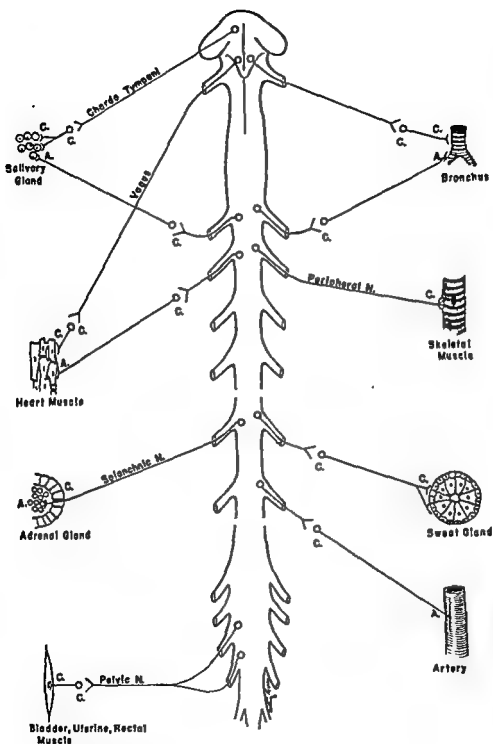 Chorda Tympani
C.
C.
A.
Salivary
Gland
Vagus
C.
C.
C.
A.
Bronchus
C.
C.
Peripheral N.
C.
Skeletal
Muscle
C.
C.
C.
A.
Heart Muscle
Splanchnic N.
C.
A.
Adrenal Gland
C.
C.
Sweat Gland
C.
A.
Artery
C.
C.
Pelvic N.
Bladder, Uterine, Rectal
Muscle